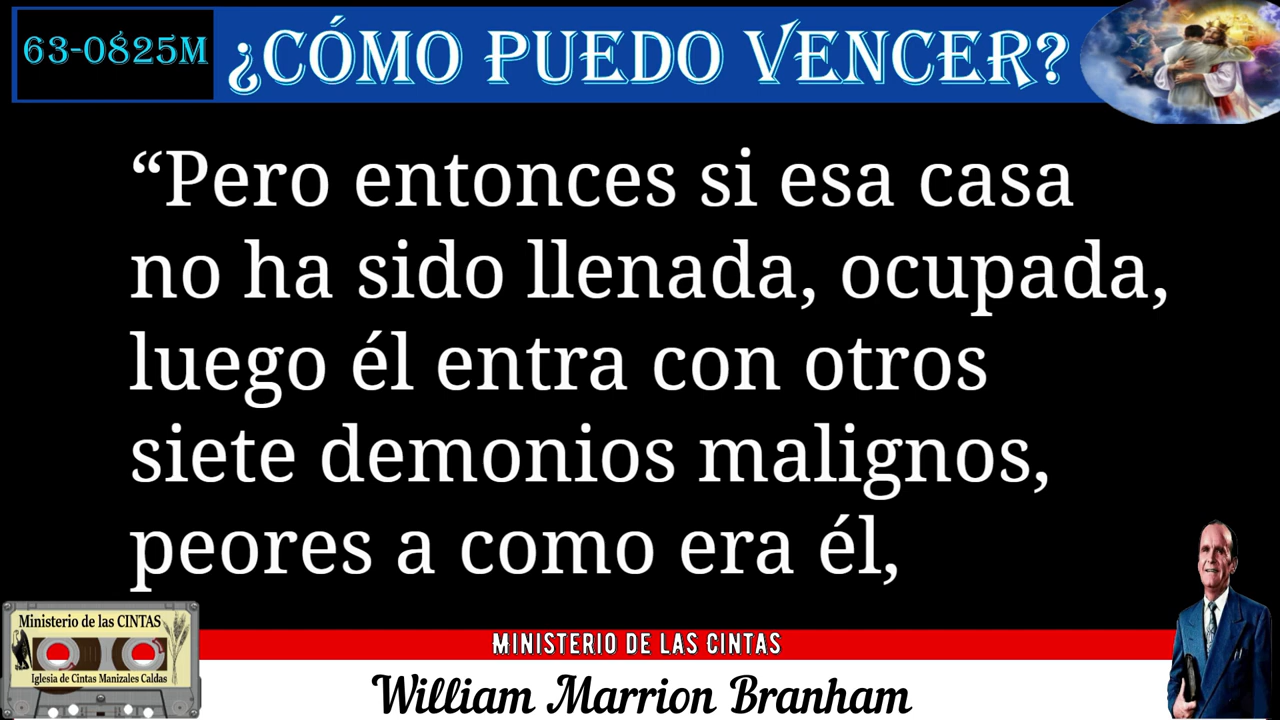 63-0825M
¿CÓMO PUEDO VENCER?
“Pero entonces si esa casa
no ha sido llenada, ocupada,
luego él entra con otros
siete demonios malignos,
peores a como era él,
Ministerio de las CINTAS
Iglesia de Cintas Manizales Caldas
MINISTERIO DE LAS CINTAS
William Marrion Branham